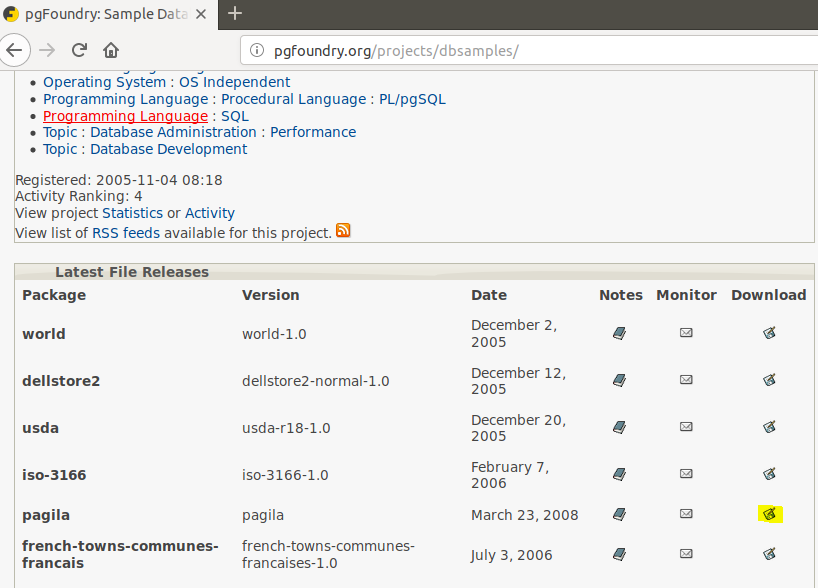 pgFoundry: Sample Data
pgfoundry.org/projects/dbsamples/
Operating System : OS Independent
Programming Language : Procedural Language : PL/pgSQL
Programming Language : SQL
Topic : Database Administration : Performance
Topic : Database Development
Registered: 2005-11-04 08:18
Activity Ranking: 4
View project Statistics or Activity
View list of RSS feeds available for this project.
Latest File Releases
Package Version Date Notes Monitor Download
world world-1.0 December 2,
2005
dellstore2 dellstore2-normal-1.0 December 12,
2005
usda usda-r18-1.0 December 20,
2005
iso-3166 iso-3166-1.0 February 7,
2006
pagila pagila March 23, 2008
french-towns-communes- french-towns-communes- July 3, 2006
francais francaises-1.0